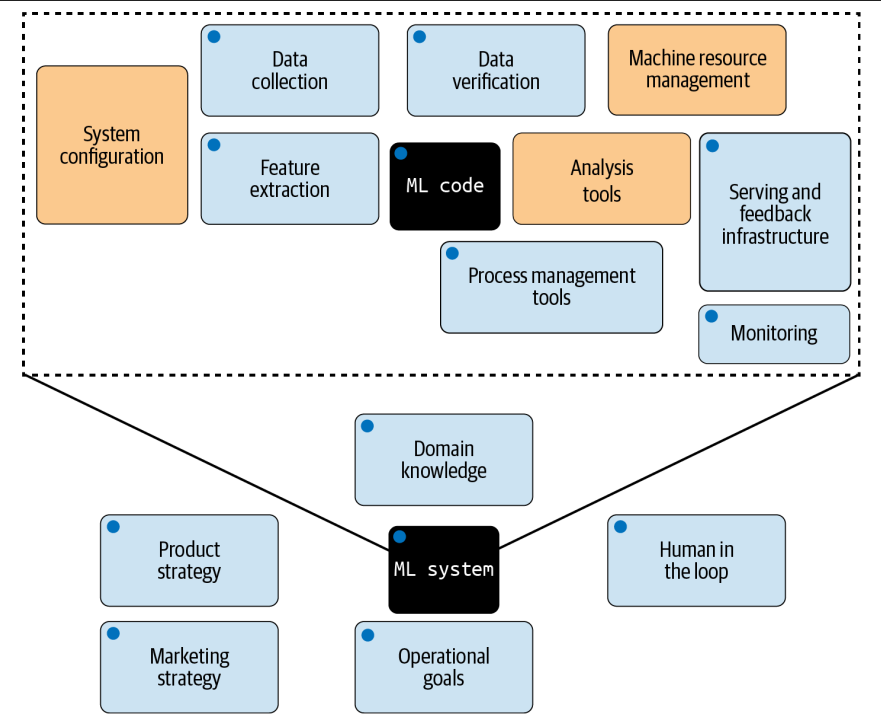 Data
collection
Data
verification
Machine resource
management
System
configuration
Feature
extraction
ML code
Analysis
tools
Serving and
feedback
infrastructure
Process management
tools
Monitoring
Domain
knowledge
Product
strategy
ML system
Human in
the loop
Marketing
strategy
Operational
goals